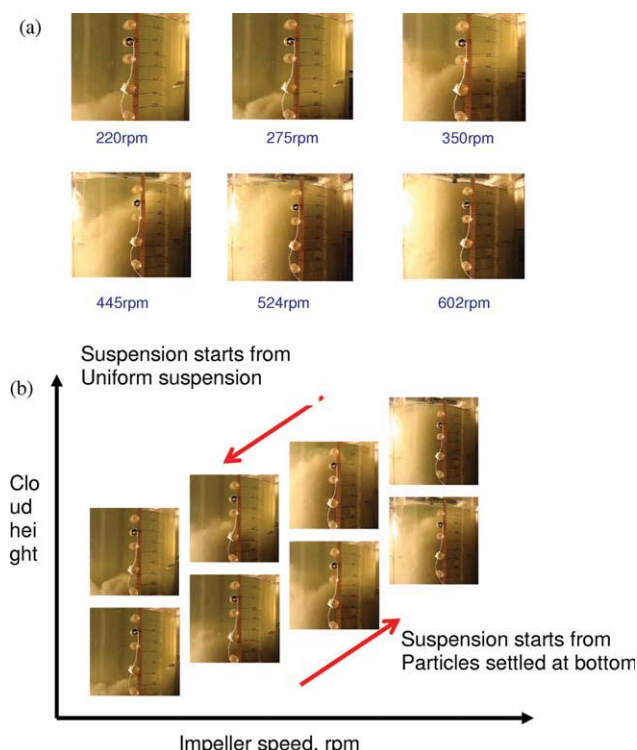 (a)
220rpm 275rpm 350rpm
445rpm 524rpm 602rpm
Suspension starts from
Uniform suspension
(b)
Clo
ud
hei
ght
Suspension starts from
Particles settled at bottom
Impeller speed, rpm